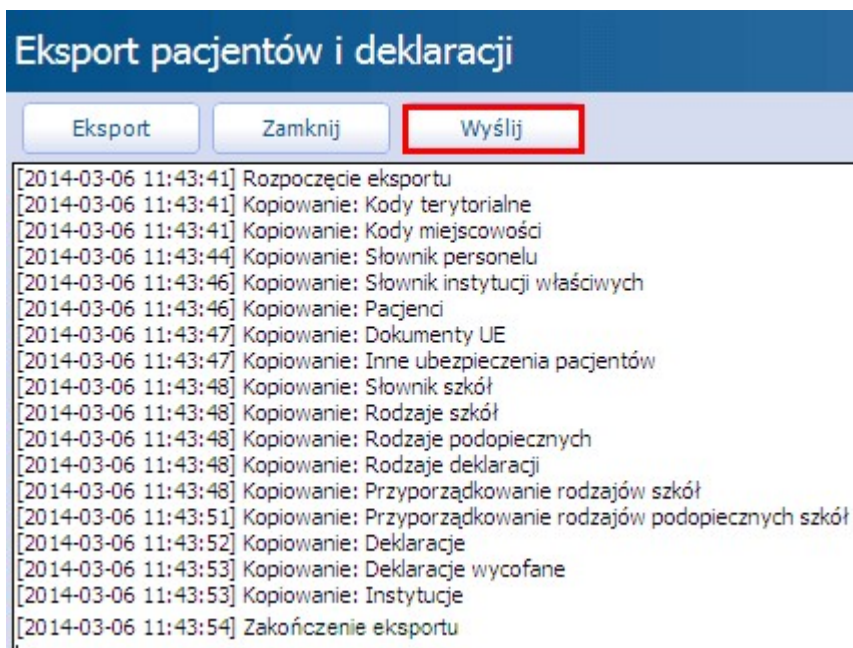 Eksport pacjentów i deklaracji
Eksport Zamknij Wyślij
[2014-03-06 11:43:41] Rozpoczęcie eksportu
[2014-03-06 11:43:41] Kopiowanie: Kody terytorialne
[2014-03-06 11:43:41] Kopiowanie: Kody miejscowości
[2014-03-06 11:43:44] Kopiowanie: Słownik personelu
[2014-03-06 11:43:46] Kopiowanie: Słownik instytucji właściwych
[2014-03-06 11:43:46] Kopiowanie: Pacjenci
[2014-03-06 11:43:47] Kopiowanie: Dokumenty UE
[2014-03-06 11:43:47] Kopiowanie: Inne ubezpieczenia pacjentów
[2014-03-06 11:43:48] Kopiowanie: Słownik szkół
[2014-03-06 11:43:48] Kopiowanie: Rodzaje szkół
[2014-03-06 11:43:48] Kopiowanie: Rodzaje podopiecznych
[2014-03-06 11:43:48] Kopiowanie: Rodzaje deklaracji
[2014-03-06 11:43:48] Kopiowanie: Przyporządkowanie rodzajów szkół
[2014-03-06 11:43:51] Kopiowanie: Przyporządkowanie rodzajów podopiecznych szkół
[2014-03-06 11:43:52] Kopiowanie: Deklaracje
[2014-03-06 11:43:53] Kopiowanie: Deklaracje wycofane
[2014-03-06 11:43:53] Kopiowanie: Instytucje
[2014-03-06 11:43:54] Zakończenie eksportu